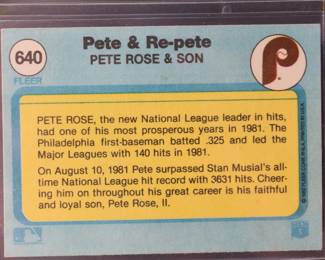 640
FLEER
Pete & Re-pete
PETE ROSE & SON
PETE ROSE, the new National League leader in hits,
had one of his most prosperous years in 1981. The
Philadelphia first-baseman batted .325 and led the
Major Leagues with 140 hits in 1981.
On August 10, 1981 Pete surpassed Stan Musial's all-
time National League hit record with 3631 hits. Cheer-
ing him on throughout his great career is his faithful
and loyal son, Pete Rose, II.